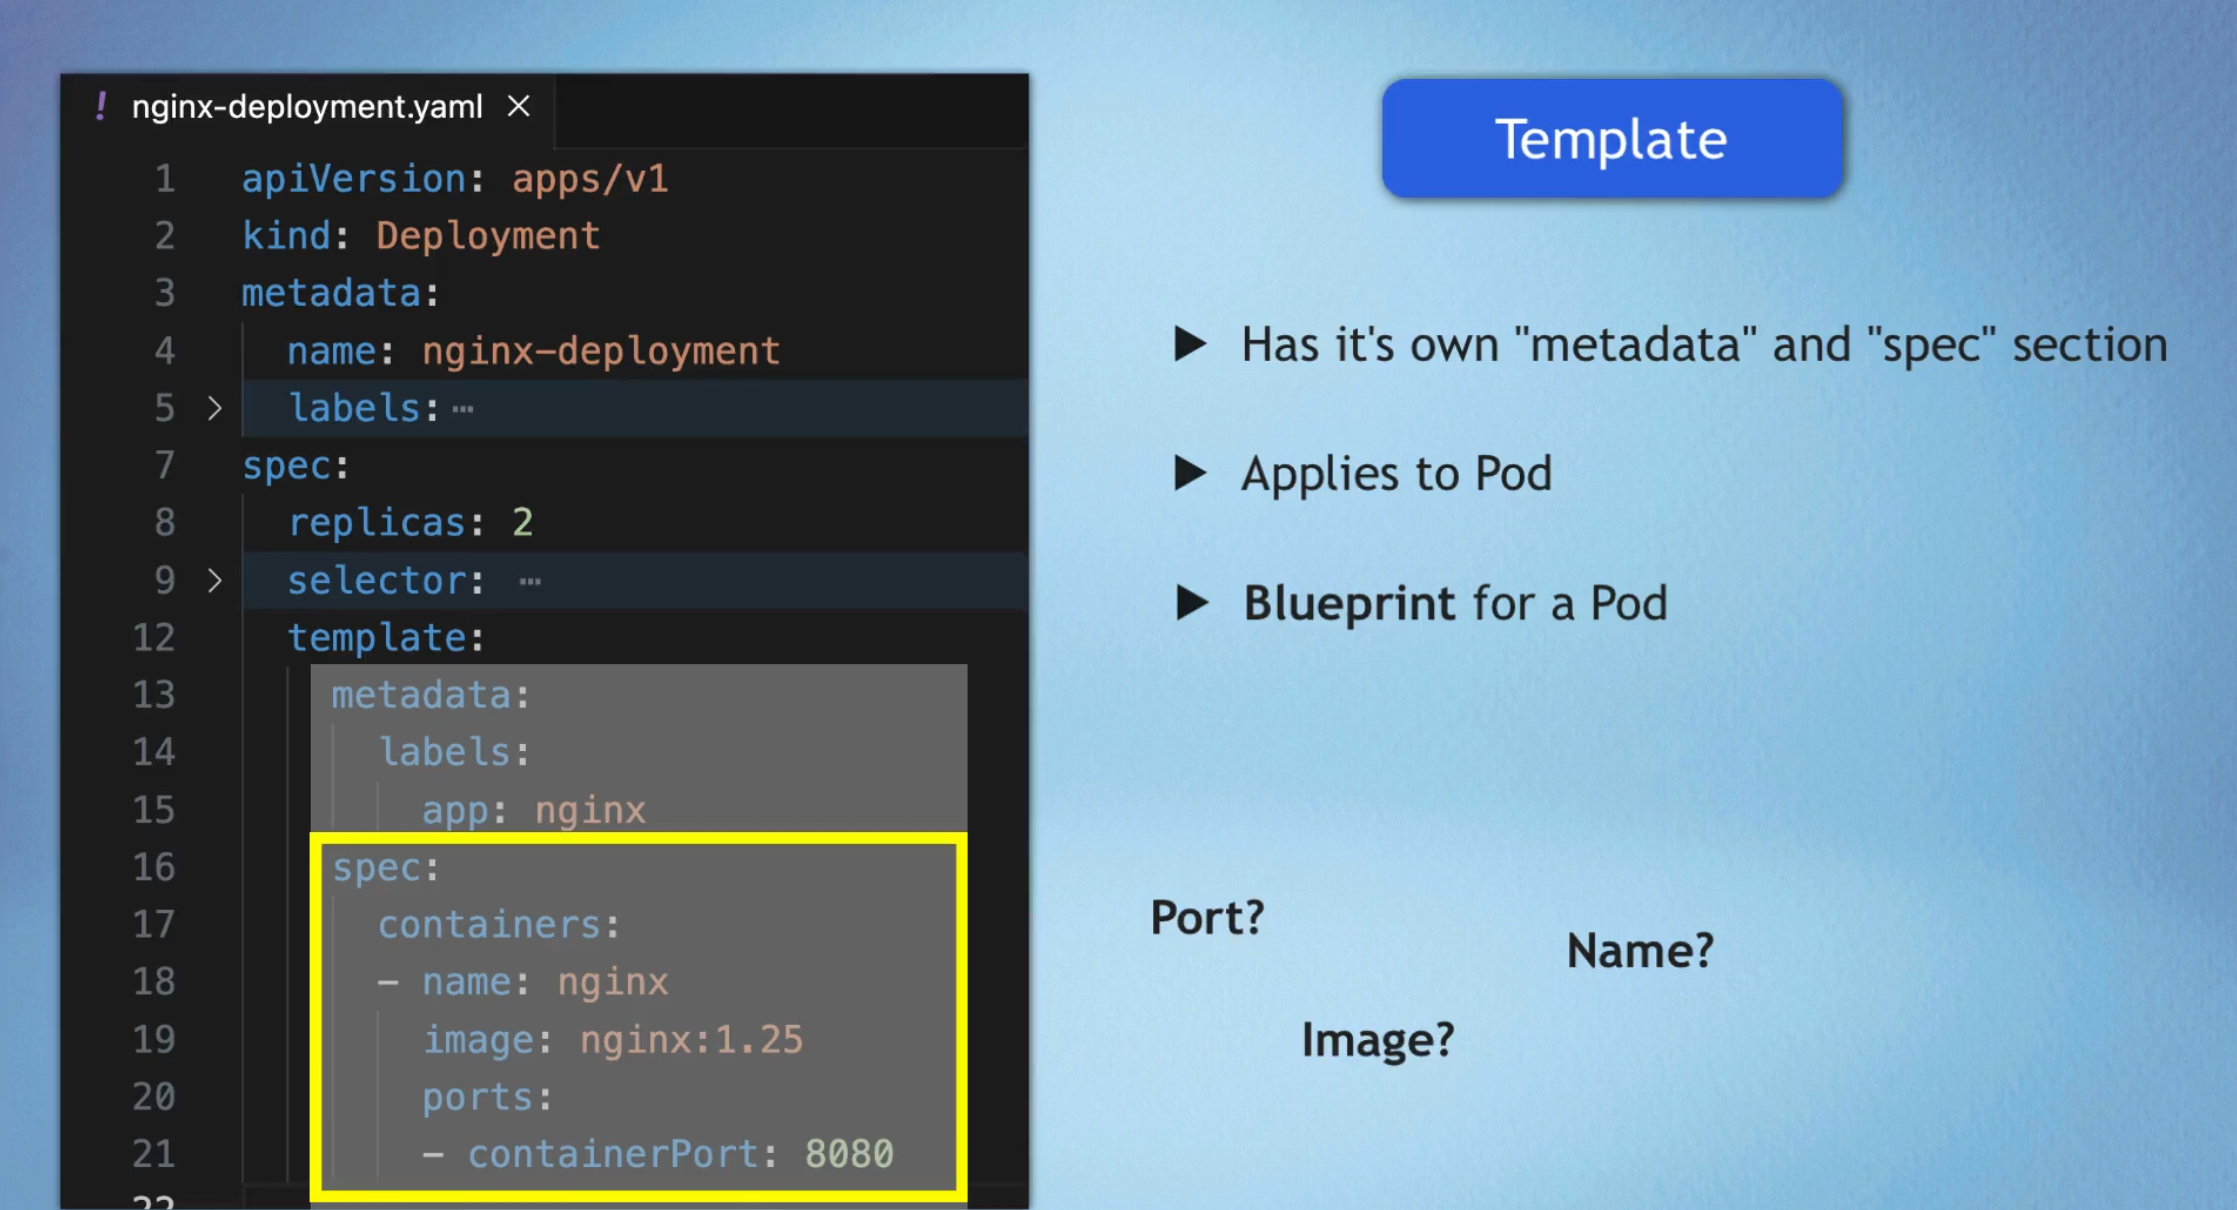 nginx-deployment.yaml
1 apiVersion: apps/v1
2 kind: Deployment
3 metadata:
4   name: nginx-deployment
5   labels: …
7 spec:
8   replicas: 2
9   selector: …
12   template:
13     metadata:
14       labels:
15         app: nginx
16     spec:
17       containers:
18       - name: nginx
19         image: nginx:1.25
20         ports:
21         - containerPort: 8080
22
Template
Has it's own "metadata" and "spec" section
Applies to Pod
Blueprint for a Pod
Port?
Name?
Image?